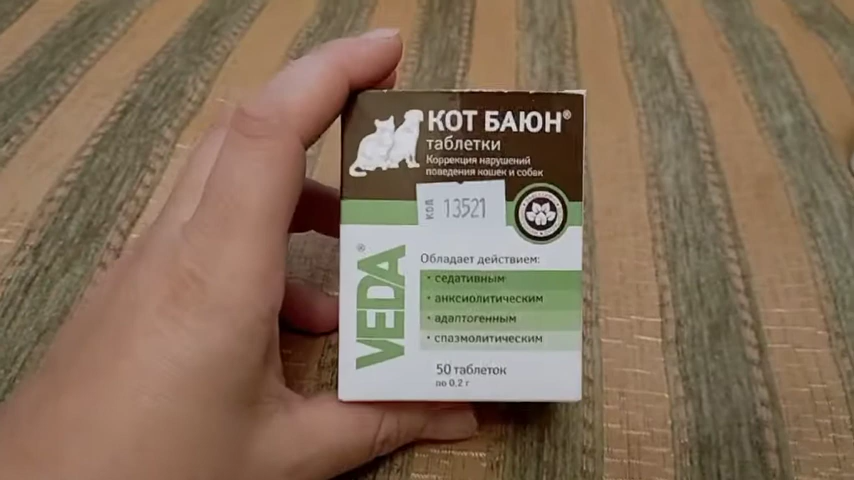 КОТ БАЮН®
таблетки
Коррекция нарушений
поведения кошек и собак
КОД 13521
VEDA®
Обладает действием:
• седативным
• анксиолитическим
• адаптогенным
• спазмолитическим
50 таблеток
по 0,2 г